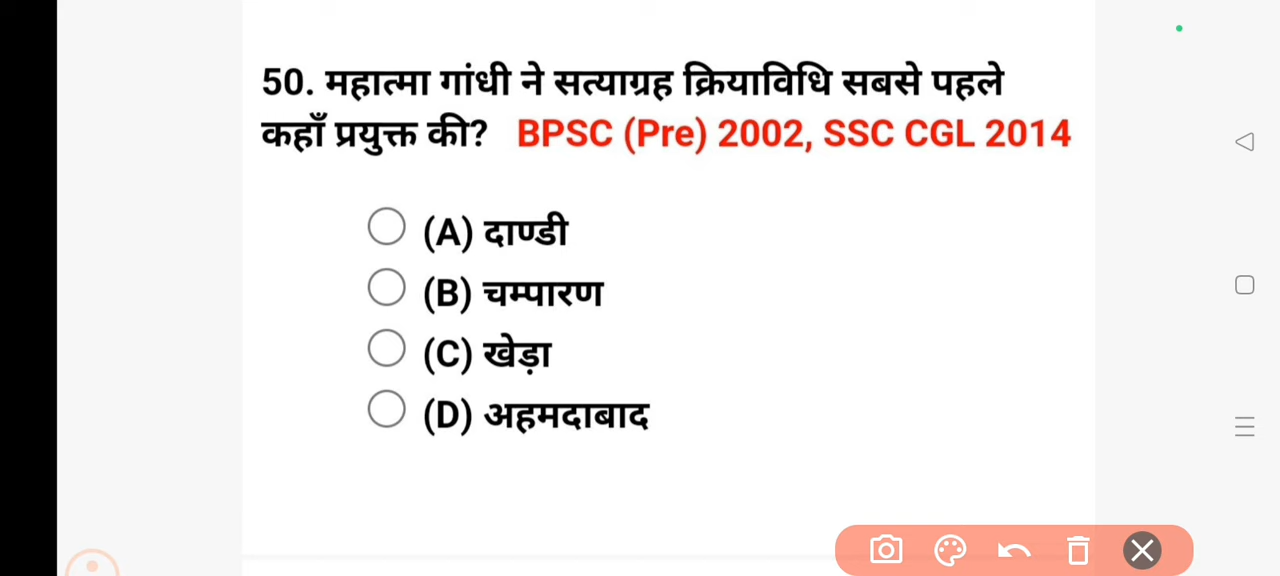 50. महात्मा गांधी ने सत्याग्रह क्रियाविधि सबसे पहले
कहाँ प्रयुक्त की? BPSC (Pre) 2002, SSC CGL 2014
(A) दाण्डी
(B) चम्पारण
(C) खेड़ा
(D) अहमदाबाद